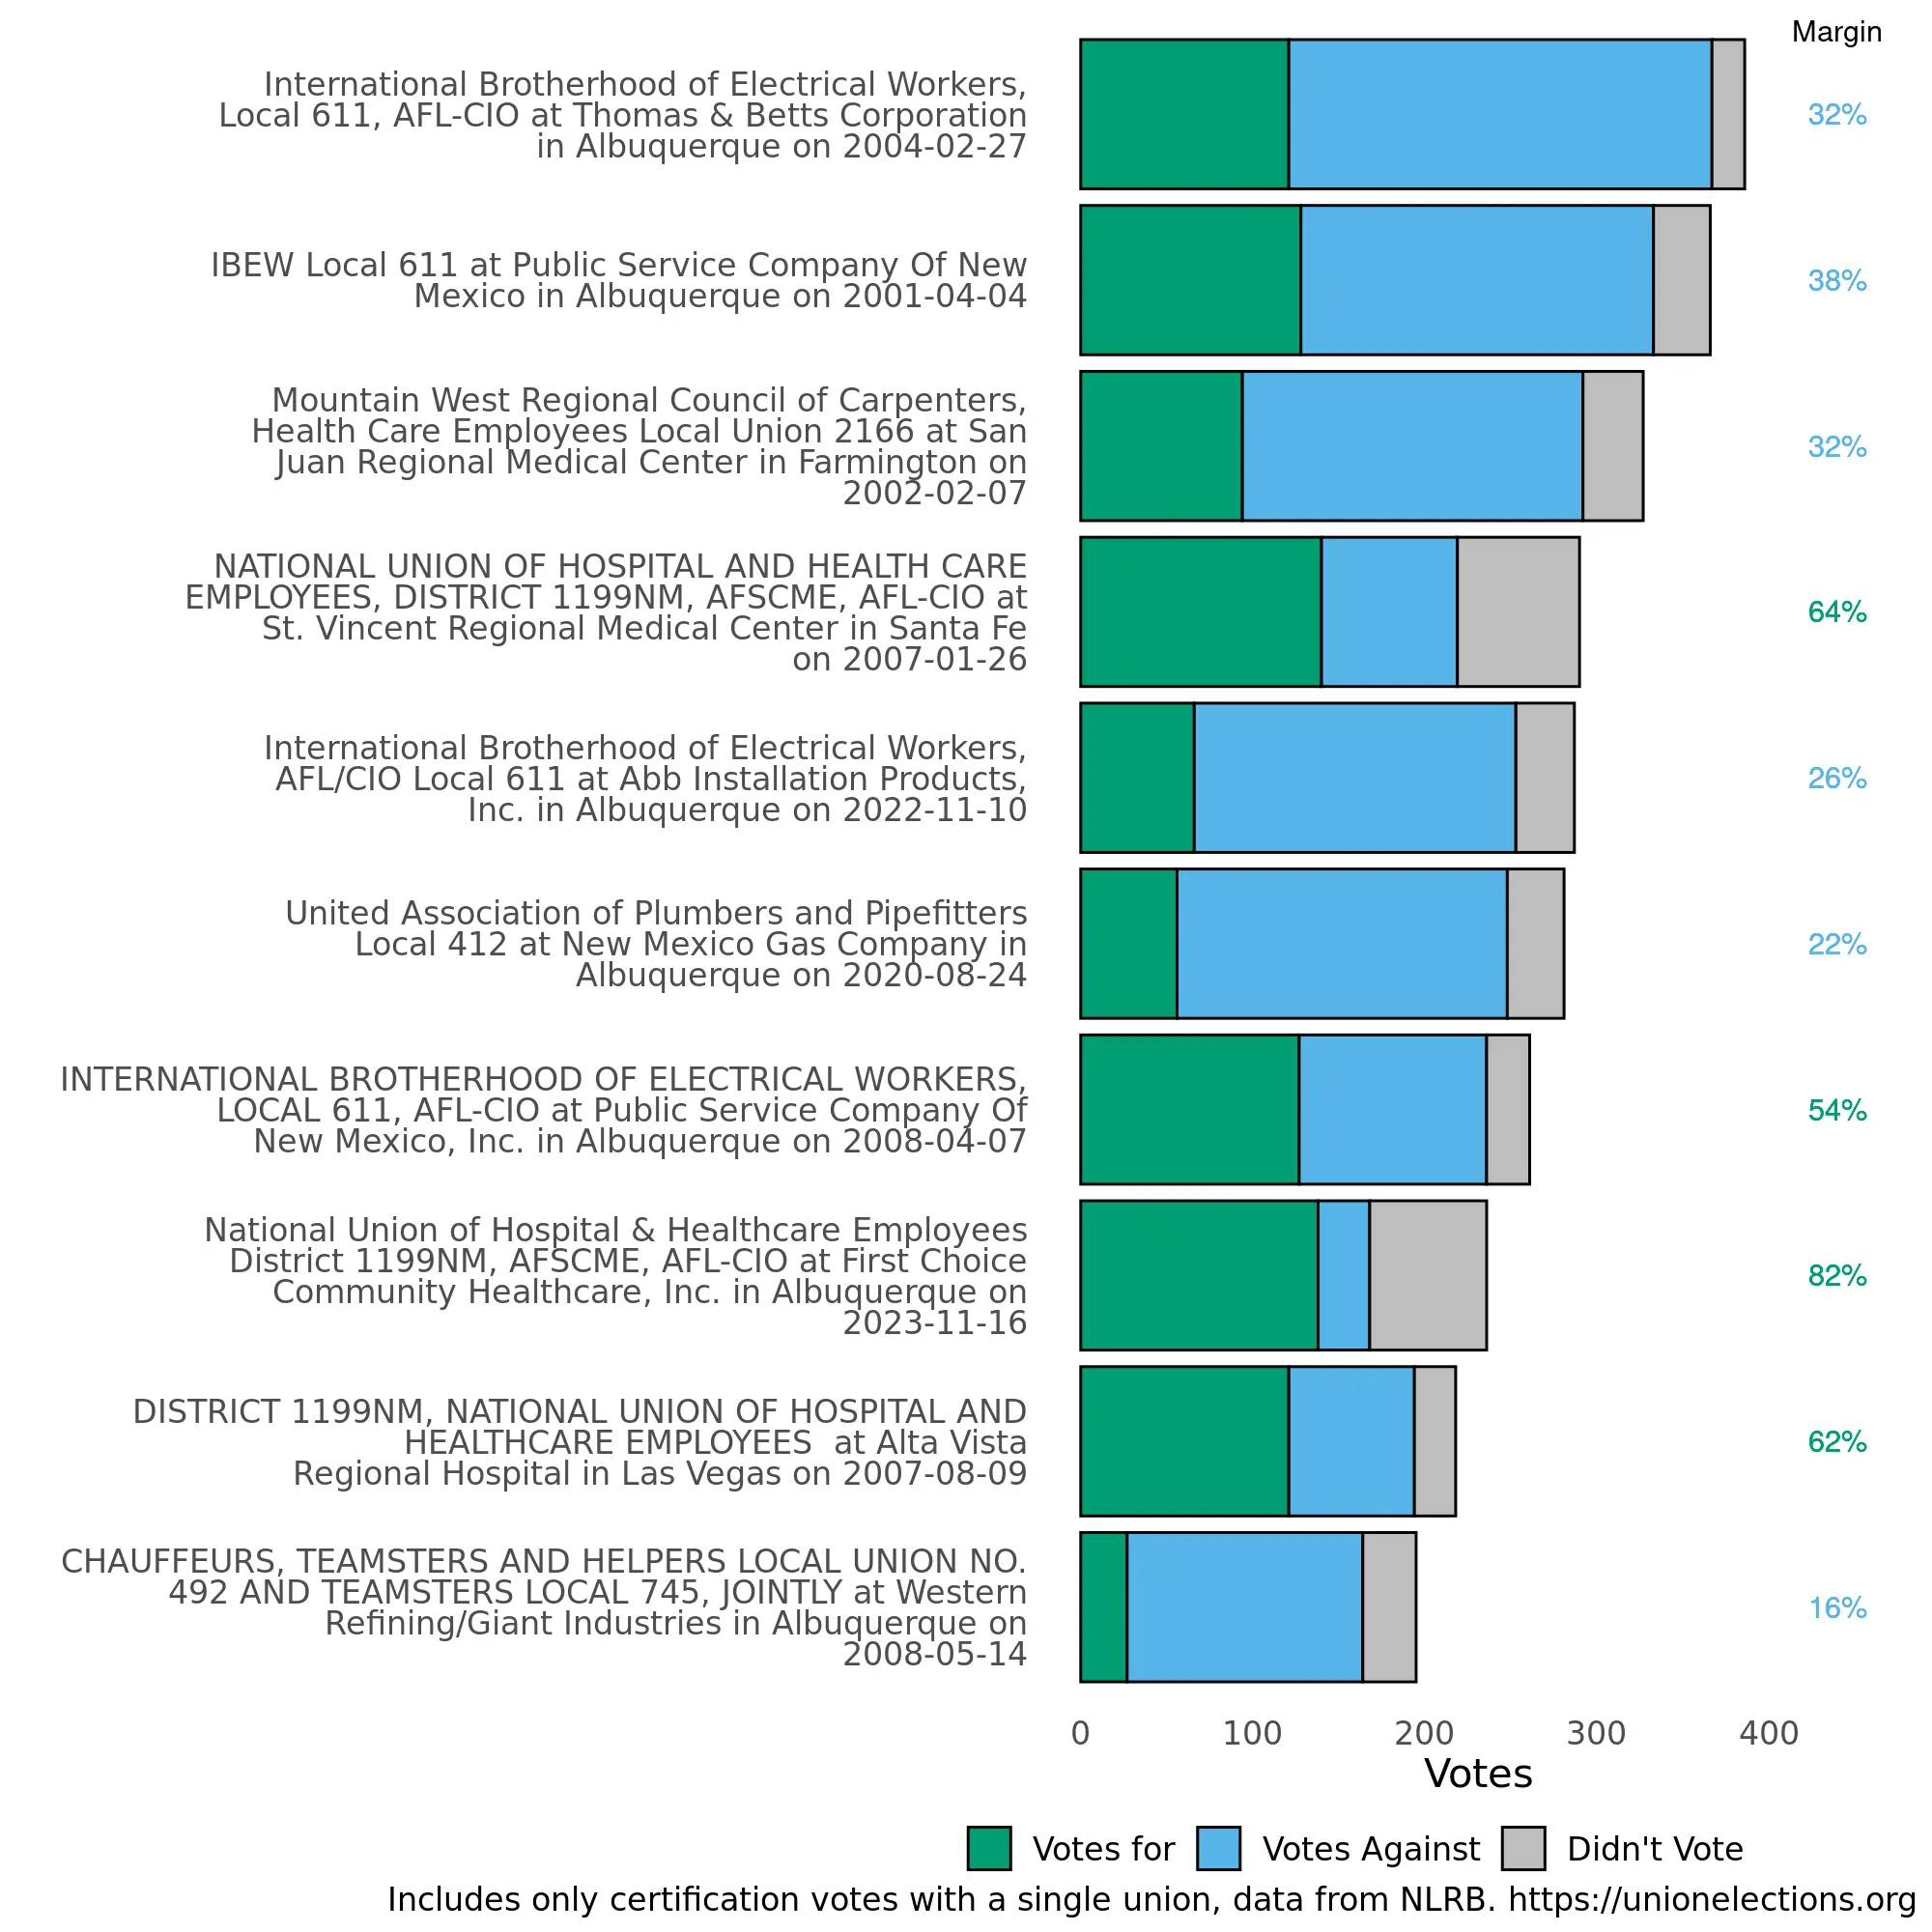 Margin
International Brotherhood of Electrical Workers,
Local 611, AFL-CIO at Thomas & Betts Corporation
in Albuquerque on 2004-02-27
32%
IBEW Local 611 at Public Service Company Of New
Mexico in Albuquerque on 2001-04-04
38%
Mountain West Regional Council of Carpenters,
Health Care Employees Local Union 2166 at San
Juan Regional Medical Center in Farmington on
2002-02-07
32%
NATIONAL UNION OF HOSPITAL AND HEALTH CARE
EMPLOYEES, DISTRICT 1199NM, AFSCME, AFL-CIO at
St. Vincent Regional Medical Center in Santa Fe
on 2007-01-26
64%
International Brotherhood of Electrical Workers,
AFL/CIO Local 611 at Abb Installation Products,
Inc. in Albuquerque on 2022-11-10
26%
United Association of Plumbers and Pipefitters
Local 412 at New Mexico Gas Company in
Albuquerque on 2020-08-24
22%
INTERNATIONAL BROTHERHOOD OF ELECTRICAL WORKERS,
LOCAL 611, AFL-CIO at Public Service Company Of
New Mexico, Inc. in Albuquerque on 2008-04-07
54%
National Union of Hospital & Healthcare Employees
District 1199NM, AFSCME, AFL-CIO at First Choice
Community Healthcare, Inc. in Albuquerque on
2023-11-16
82%
DISTRICT 1199NM, NATIONAL UNION OF HOSPITAL AND
HEALTHCARE EMPLOYEES  at Alta Vista
Regional Hospital in Las Vegas on 2007-08-09
62%
CHAUFFEURS, TEAMSTERS AND HELPERS LOCAL UNION NO.
492 AND TEAMSTERS LOCAL 745, JOINTLY at Western
Refining/Giant Industries in Albuquerque on
2008-05-14
16%
0 100 200 300 400
Votes
Votes for Votes Against Didn't Vote
Includes only certification votes with a single union, data from NLRB. https://unionelections.org